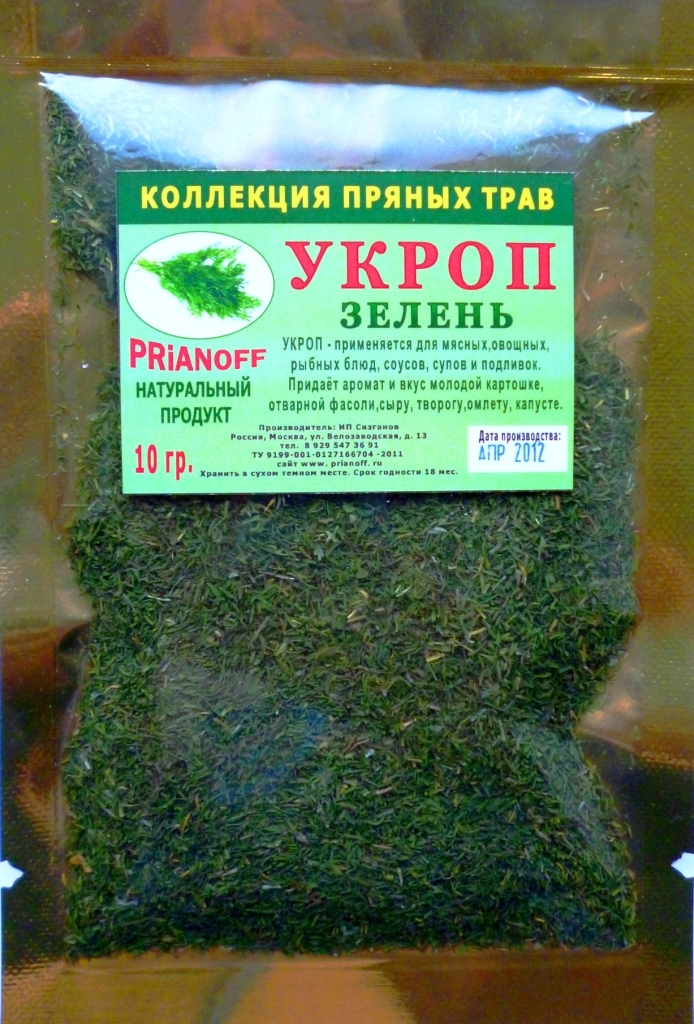 КОЛЛЕКЦИЯ ПРЯНЫХ ТРАВ
УКРОП
ЗЕЛЕНЬ
PRiANOFF
НАТУРАЛЬНЫЙ
ПРОДУКТ
10 гр.
УКРОП - применяется для мясных,овощных,
рыбных блюд, соусов, супов и подливок.
Придаёт аромат и вкус молодой картошке,
отварной фасоли,сыру, творогу,омлету, капусте.
Производитель: ИП Сизганов
Россия, Москва, ул. Велозаводская, д. 13
тел. 8 929 547 36 91
ТУ 9199-001-0127166704 -2011
сайт www. prianoff. ru
Хранить в сухом темном месте. Срок годности 18 мес.
Дата производства:
АПР 2012